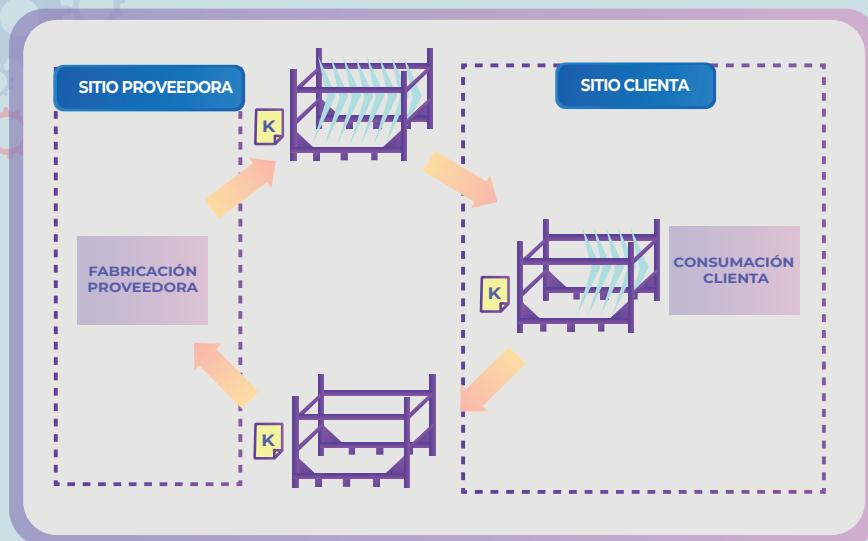 SITIO PROVEEDORA
SITIO CLIENTA
K
FABRICACIÓN
PROVEEDORA
K
CONSUMACIÓN
CLIENTA
K